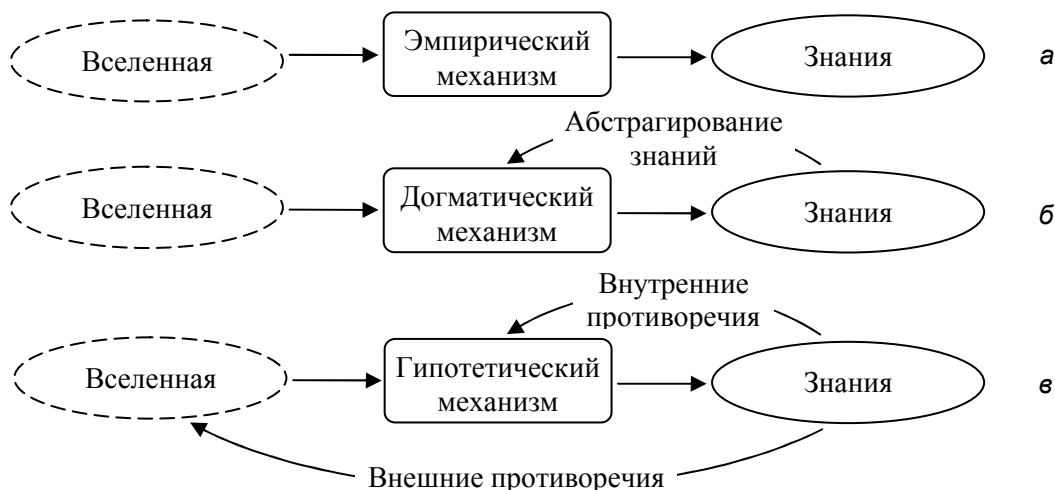 Вселенная
Эмпирический
механизм
Знания
а
Абстрагирование
знаний
Вселенная
Догматический
механизм
Знания
б
Внутренние
противоречия
Вселенная
Гипотетический
механизм
Знания
в
Внешние противоречия